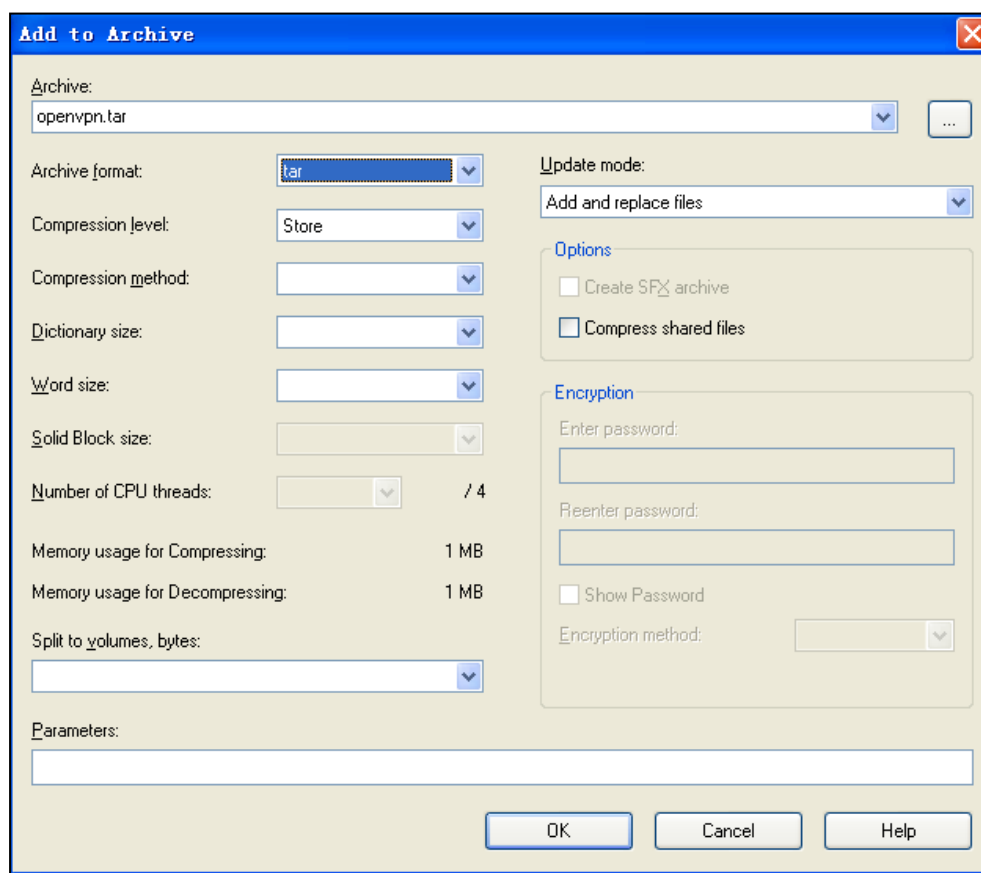 Add to Archive
Archive:
openvpn.tar
...
Archive format:
tar
Compression level:
Store
Compression method:
Dictionary size:
Word size:
Solid Block size:
Number of CPU threads:
/ 4
Memory usage for Compressing:
1 MB
Memory usage for Decompressing:
1 MB
Split to volumes, bytes:
Update mode:
Add and replace files
Options
Create SFX archive
Compress shared files
Encryption
Enter password:
Reenter password:
Show Password
Encryption method:
Parameters:
OK
Cancel
Help